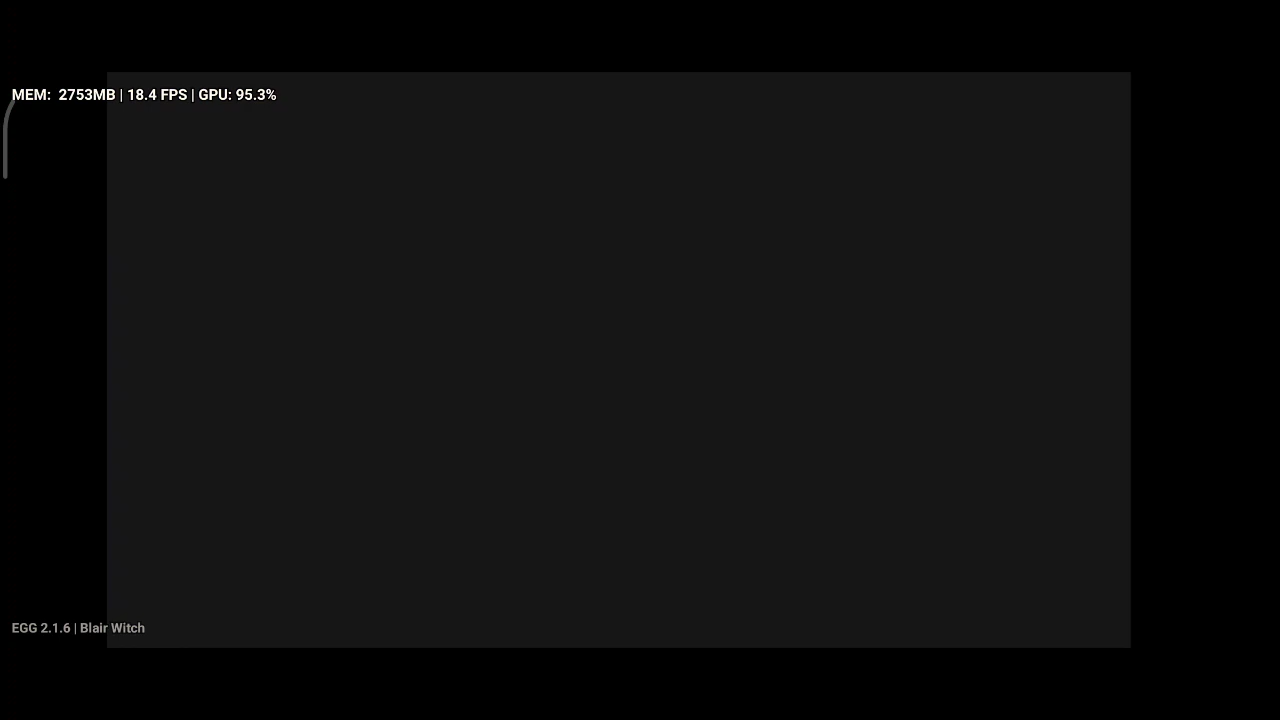 MEM: 2753MB | 18.4 FPS | GPU: 95.3%
EGG 2.1.6 | Blair Witch